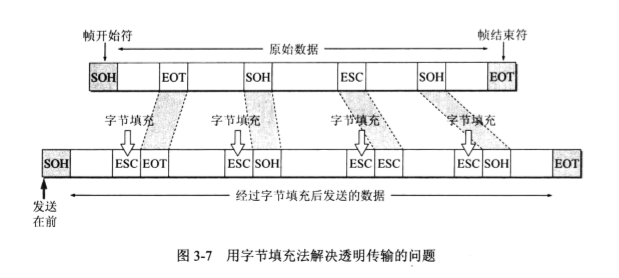 帧开始符
原始数据
帧结束符
SOH EOT SOH ESC SOH EOT
字节填充 字节填充 字节填充 字节填充
SOH ESC EOT ESC SOH ESC ESC ESC SOH EOT
发送
在前
经过字节填充后发送的数据
图 3-7 用字节填充法解决透明传输的问题